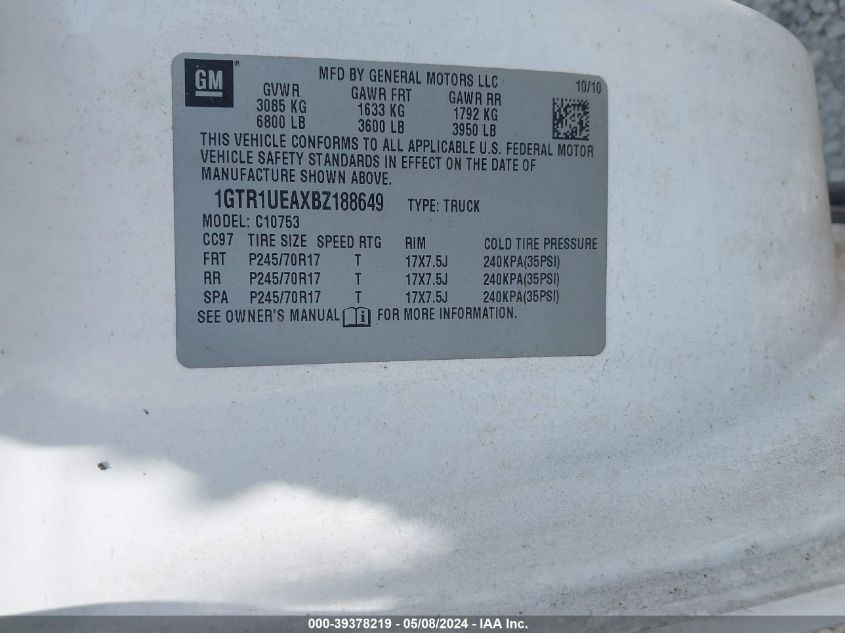 GM
MFD BY GENERAL MOTORS LLC
10/10
GVWR GAWR FRT GAWR RR
3085 KG 1633 KG 1792 KG
6800 LB 3600 LB 3950 LB
THIS VEHICLE CONFORMS TO ALL APPLICABLE U.S. FEDERAL MOTOR
VEHICLE SAFETY STANDARDS IN EFFECT ON THE DATE OF
MANUFACTURE SHOWN ABOVE.
1GTR1UEAXBZ188649 TYPE: TRUCK
MODEL: C10753
CC97 TIRE SIZE SPEED RTG RIM COLD TIRE PRESSURE
FRT P245/70R17 T 17X7.5J 240KPA(35PSI)
RR P245/70R17 T 17X7.5J 240KPA(35PSI)
SPA P245/70R17 T 17X7.5J 240KPA(35PSI)
SEE OWNER'S MANUAL FOR MORE INFORMATION.
000-39378219 - 05/08/2024 - IAA Inc.